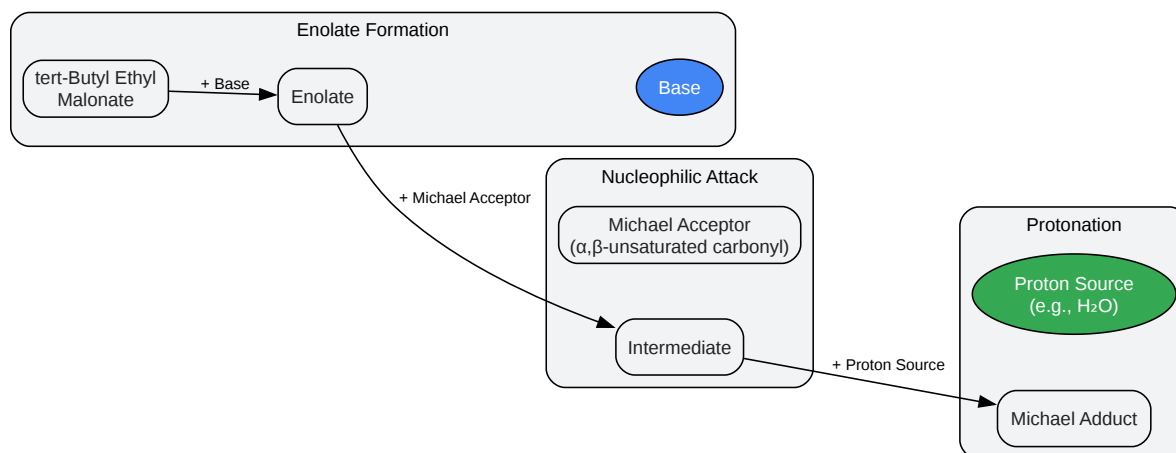 Enolate Formation
tert-Butyl Ethyl
Malonate
+ Base
Enolate
Base
+ Michael Acceptor
Nucleophilic Attack
Michael Acceptor
(α,β-unsaturated carbonyl)
Intermediate
+ Proton Source
Protonation
Proton Source
(e.g., H₂O)
Michael Adduct